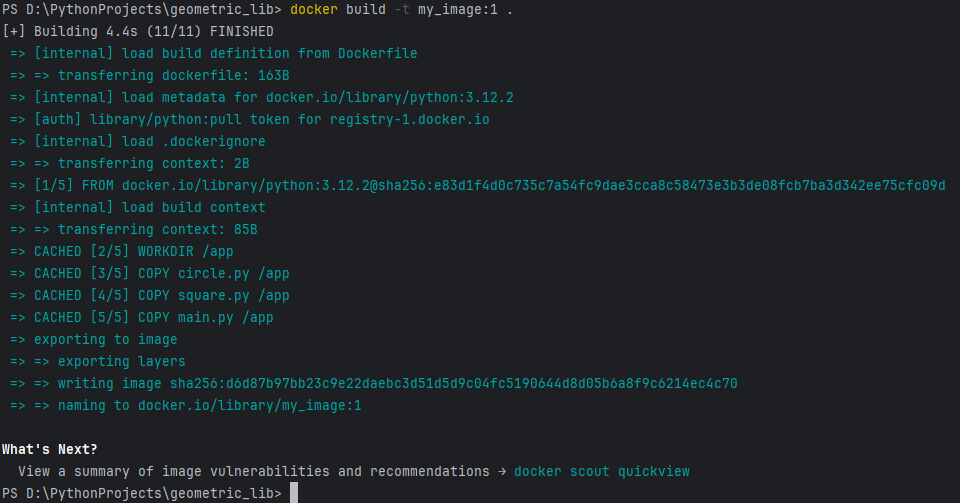 PS D:\PythonProjects\geometric_lib> docker build -t my_image:1 .
[+] Building 4.4s (11/11) FINISHED
=> [internal] load build definition from Dockerfile
=> => transferring dockerfile: 163B
=> [internal] load metadata for docker.io/library/python:3.12.2
=> [auth] library/python:pull token for registry-1.docker.io
=> [internal] load .dockerignore
=> => transferring context: 2B
=> [1/5] FROM docker.io/library/python:3.12.2@sha256:e83d1f4d0c735c7a54fc9dae3cca8c58473e3b3de08fcb7ba3d342ee75cfc09d
=> [internal] load build context
=> => transferring context: 85B
=> CACHED [2/5] WORKDIR /app
=> CACHED [3/5] COPY circle.py /app
=> CACHED [4/5] COPY square.py /app
=> CACHED [5/5] COPY main.py /app
=> exporting to image
=> => exporting layers
=> => writing image sha256:d6d87b97bb23c9e22daebc3d51d5d9c04fc5190644d8d05b6a8f9c6214ec4c70
=> => naming to docker.io/library/my_image:1
What's Next?
View a summary of image vulnerabilities and recommendations → docker scout quickview
PS D:\PythonProjects\geometric_lib>